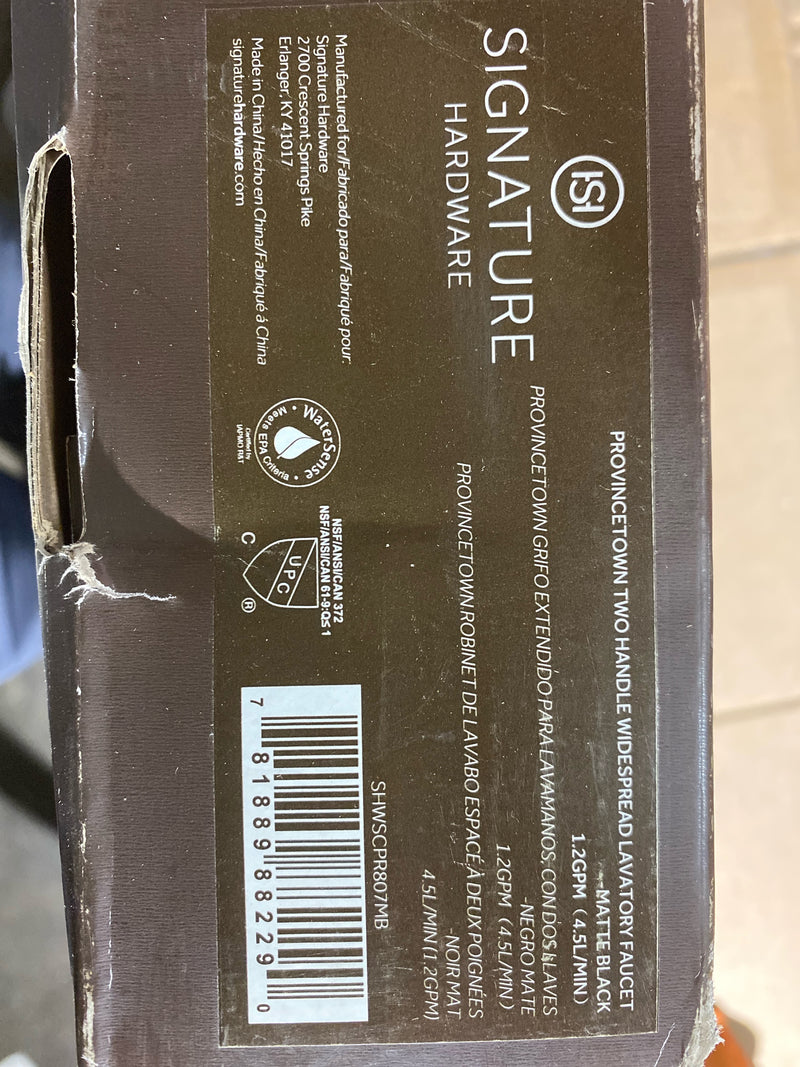 SH
SIGNATURE
HARDWARE
PROVINCETOWN TWO HANDLE WIDESPREAD LAVATORY FAUCET
-MATTE BLACK
1.2GPM (4.5L/MIN)
PROVINCETOWN GRIFO EXTENDIDO PARA LAVAMANOS, CON DOS LLAVES
-NEGRO MATE
1.2GPM (4.5L/MIN)
PROVINCETOWN ROBINET DE LAVABO ESPACÉ À DEUX POIGNÉES
-NOIR MAT
4.5L/MIN (1.2GPM)
Manufactured for/Fabricado para/Fabriqué pour:
Signature Hardware
2700 Crescent Springs Pike
Erlanger, KY 41017
Made in China/Hecho en China/Fabriqué à China
signaturehardware.com
WaterSense
Meets EPA Criteria
Certified by
IAPMO R&T
NSF/ANSI/CAN 372
NSF/ANSI/CAN 61-9:Q≤1
UPC
C ®
SHWSCPR807MB
7 81889 88229 0